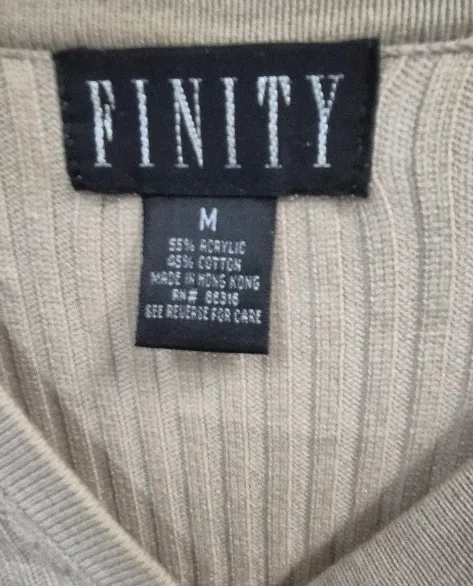 FINITY
M
55% ACRYLIC
45% COTTON
MADE IN HONG KONG
RN# 86316
SEE REVERSE FOR CARE